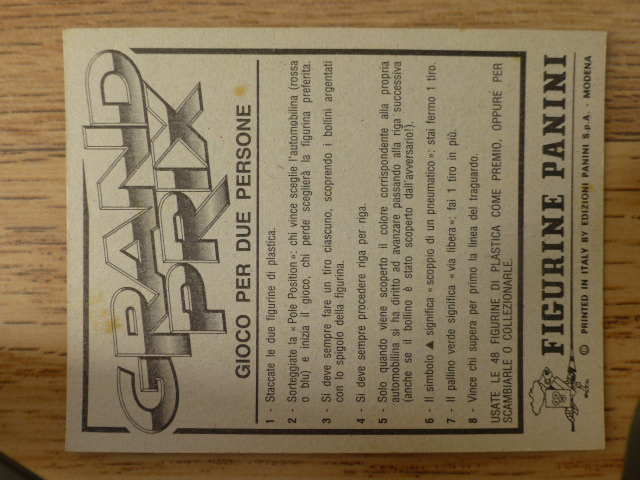 GRAND
PRIX
GIOCO PER DUE PERSONE
1 - Staccate le due figurine di plastica.
2 - Sorteggiate la «Pole Position»: chi vince sceglie l'automobilina (rossa
o blu) e inizia il gioco, chi perde sceglierà la figurina preferita.
3 - Si deve sempre fare un tiro ciascuno, scoprendo i bollini argentati
con lo spigolo della figurina.
4 - Si deve sempre procedere riga per riga.
5 - Solo quando viene scoperto il colore corrispondente alla propria
automobilina si ha diritto ad avanzare passando alla riga successiva
(anche se il bollino è stato scoperto dall'avversario!).
6 - Il simbolo ▲ significa «scoppio di un pneumatico»: stai fermo 1 tiro.
7 - Il pallino verde significa «via libera»: fai 1 tiro in più.
8 - Vince chi supera per primo la linea del traguardo.
USATE LE 48 FIGURINE DI PLASTICA COME PREMIO, OPPURE PER
SCAMBIARLE O COLLEZIONARLE.
FIGURINE PANINI
© PRINTED IN ITALY BY EDIZIONI PANINI S.p.A. - MODENA